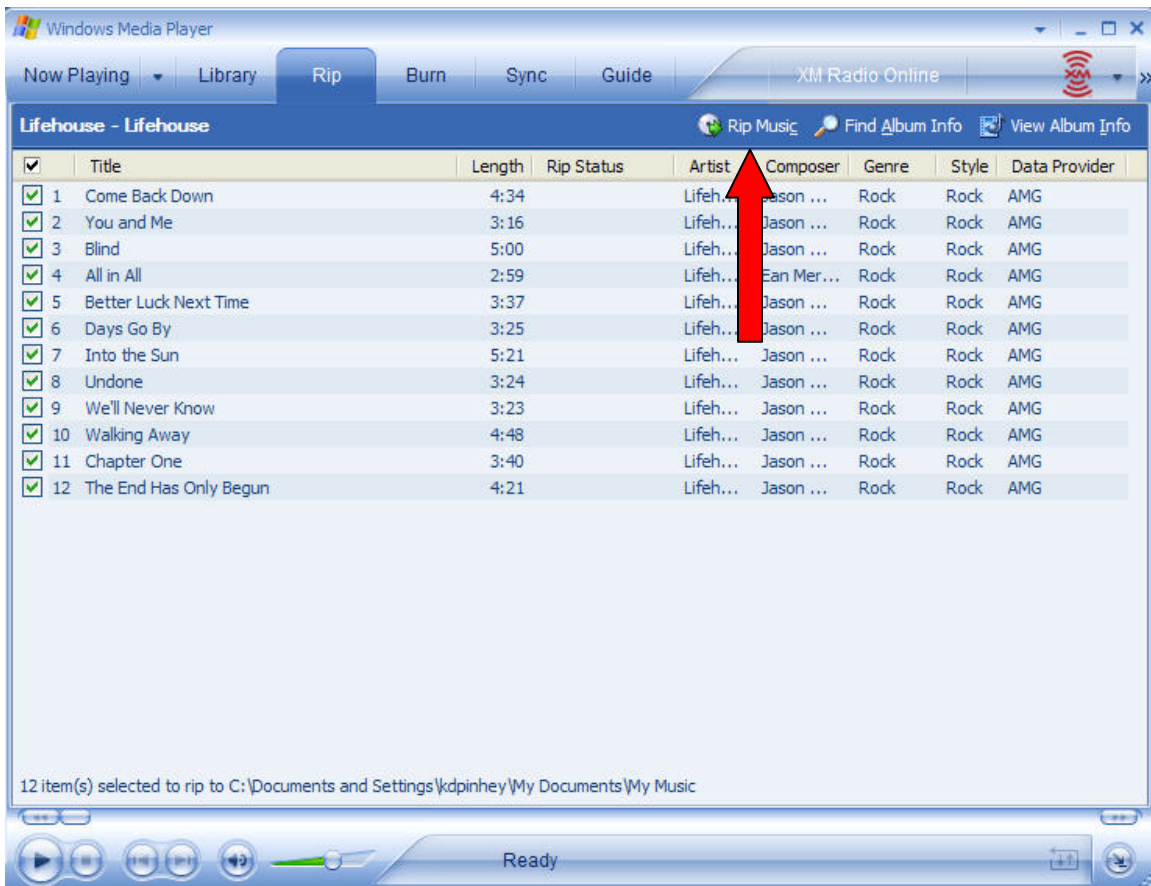 Windows Media Player
Now Playing Library Rip Burn Sync Guide XM Radio Online XM
Lifehouse - Lifehouse Rip Music Find Album Info View Album Info
Title Length Rip Status Artist Composer Genre Style Data Provider
1 Come Back Down 4:34 Lifeh... Jason ... Rock Rock AMG
2 You and Me 3:16 Lifeh... Jason ... Rock Rock AMG
3 Blind 5:00 Lifeh... Jason ... Rock Rock AMG
4 All in All 2:59 Lifeh... Ean Mer... Rock Rock AMG
5 Better Luck Next Time 3:37 Lifeh... Jason ... Rock Rock AMG
6 Days Go By 3:25 Lifeh... Jason ... Rock Rock AMG
7 Into the Sun 5:21 Lifeh... Jason ... Rock Rock AMG
8 Undone 3:24 Lifeh... Jason ... Rock Rock AMG
9 We'll Never Know 3:23 Lifeh... Jason ... Rock Rock AMG
10 Walking Away 4:48 Lifeh... Jason ... Rock Rock AMG
11 Chapter One 3:40 Lifeh... Jason ... Rock Rock AMG
12 The End Has Only Begun 4:21 Lifeh... Jason ... Rock Rock AMG
12 item(s) selected to rip to C:\Documents and Settings\kdpinhey\My Documents\My Music
Ready